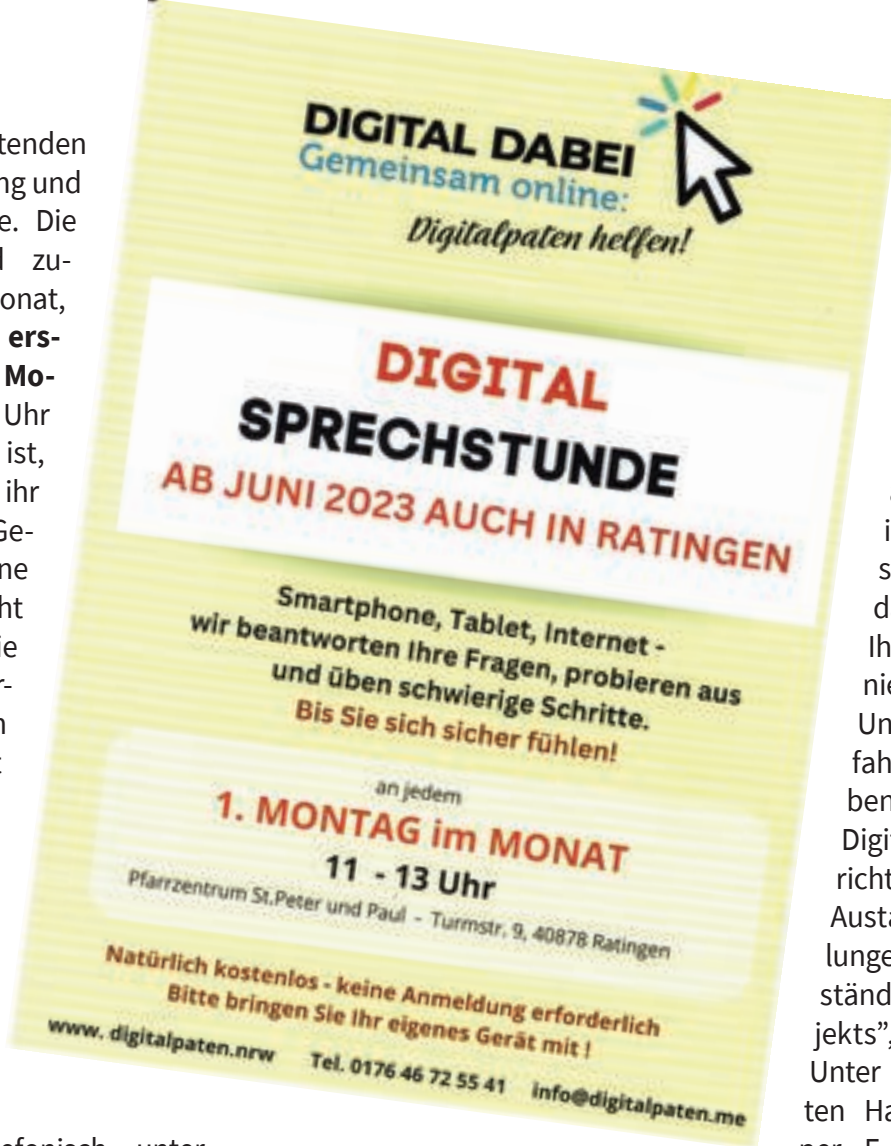 tenden
ng und
e. Die
zu-
onat,
ers-
Mo-
Uhr
ist,
ihr
Ge-
ne
ht
ie
r-
n
DIGITAL DABEI
Gemeinsam online:
Digitalpaten helfen!
DIGITAL
SPRECHSTUNDE
AB JUNI 2023 AUCH IN RATINGEN
Smartphone, Tablet, Internet -
wir beantworten Ihre Fragen, probieren aus
und üben schwierige Schritte.
Bis Sie sich sicher fühlen!
an jedem
1. MONTAG im MONAT
11 - 13 Uhr
Pfarrzentrum St.Peter und Paul - Turmstr. 9, 40878 Ratingen
Natürlich kostenlos - keine Anmeldung erforderlich
Bitte bringen Sie Ihr eigenes Gerät mit !
www. digitalpaten.nrw Tel. 0176 46 72 55 41 info@digitalpaten.me
efonisch unter
i
s
d
Ih
nie
Un
fah
ben
Digi
richt
Austa
lunge
ständ
jekts”,
Unter
ten Ha